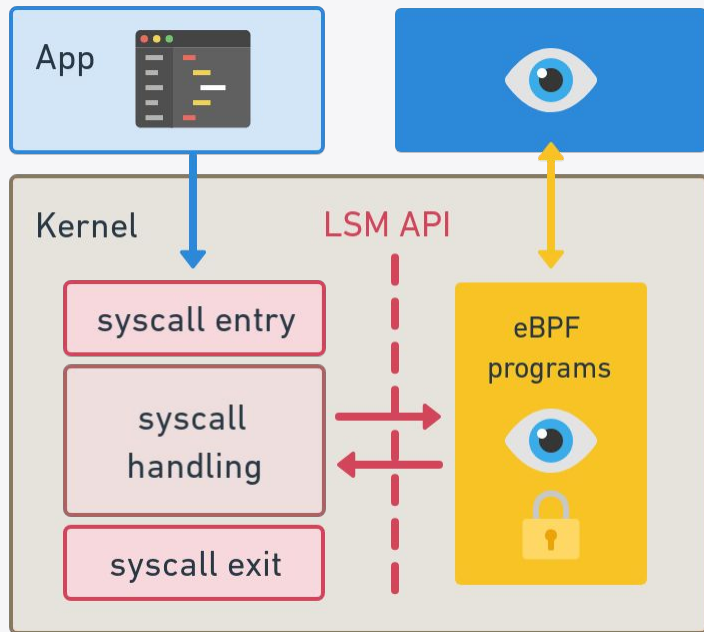 App
Kernel
LSM API
syscall entry
syscall
handling
syscall exit
eBPF
programs